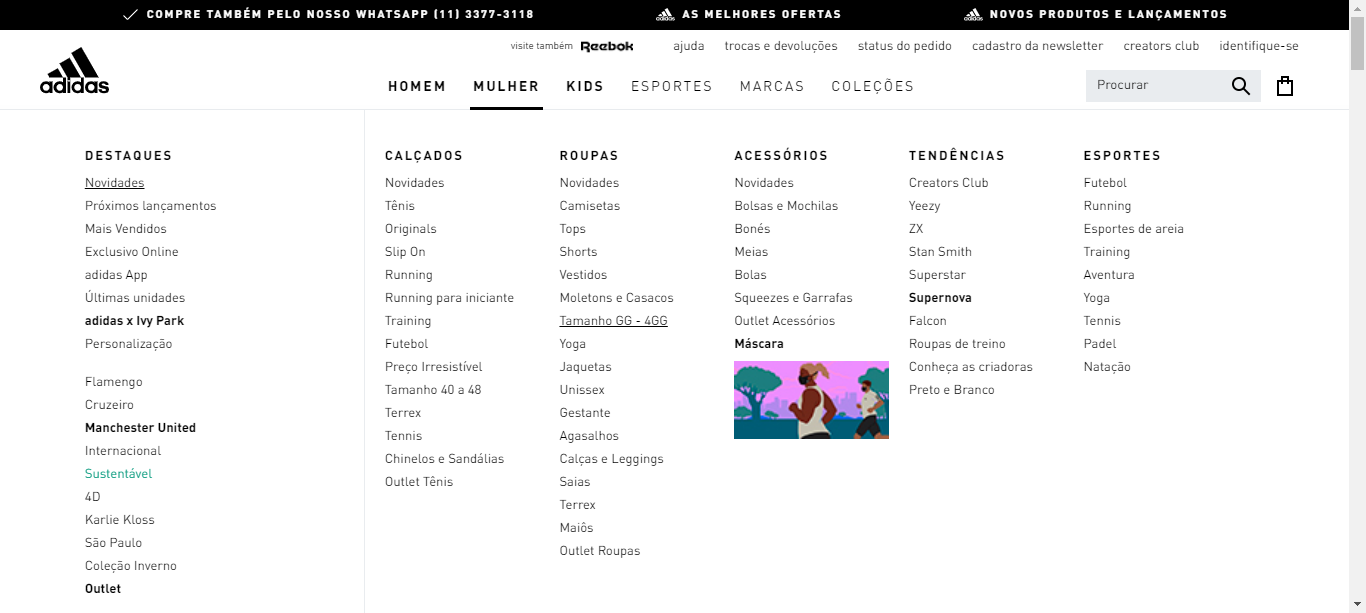 COMPRE TAMBÉM PELO NOSSO WHATSAPP (11) 3377-3118
AS MELHORES OFERTAS
NOVOS PRODUTOS E LANÇAMENTOS
visite também Reebok
ajuda
trocas e devoluções
status do pedido
cadastro da newsletter
creators club
identifique-se
adidas
HOMEM
MULHER
KIDS
ESPORTES
MARCAS
COLEÇÕES
Procurar
DESTAQUES
Novidades
Próximos lançamentos
Mais Vendidos
Exclusivo Online
adidas App
Últimas unidades
adidas x Ivy Park
Personalização
Flamengo
Cruzeiro
Manchester United
Internacional
Sustentável
4D
Karlie Kloss
São Paulo
Coleção Inverno
Outlet
CALÇADOS
Novidades
Tênis
Originals
Slip On
Running
Running para iniciante
Training
Futebol
Preço Irresistível
Tamanho 40 a 48
Terrex
Tennis
Chinelos e Sandálias
Outlet Tênis
ROUPAS
Novidades
Camisetas
Tops
Shorts
Vestidos
Moletons e Casacos
Tamanho GG - 4GG
Yoga
Jaquetas
Unissex
Gestante
Agasalhos
Calças e Leggings
Saias
Terrex
Maiôs
Outlet Roupas
ACESSÓRIOS
Novidades
Bolsas e Mochilas
Bonés
Meias
Bolas
Squeezes e Garrafas
Outlet Acessórios
Máscara
TENDÊNCIAS
Creators Club
Yeezy
ZX
Stan Smith
Superstar
Supernova
Falcon
Roupas de treino
Conheça as criadoras
Preto e Branco
ESPORTES
Futebol
Running
Esportes de areia
Training
Aventura
Yoga
Tennis
Padel
Natação